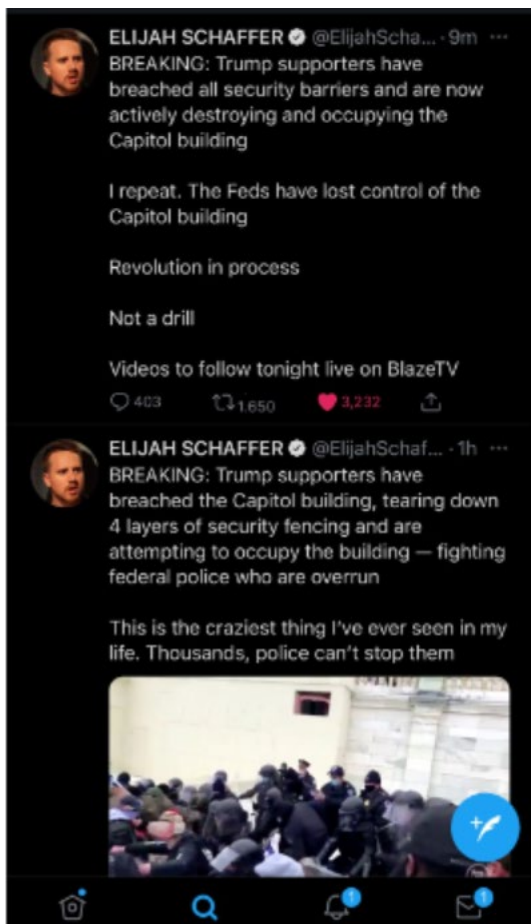 ELIJAH SCHAFFER @ElijahScha... · 9m
BREAKING: Trump supporters have
breached all security barriers and are now
actively destroying and occupying the
Capitol building
I repeat. The Feds have lost control of the
Capitol building
Revolution in process
Not a drill
Videos to follow tonight live on BlazeTV
403 1,650 3,232
ELIJAH SCHAFFER @ElijahSchaf... · 1h
BREAKING: Trump supporters have
breached the Capitol building, tearing down
4 layers of security fencing and are
attempting to occupy the building — fighting
federal police who are overrun
This is the craziest thing I've ever seen in my
life. Thousands, police can't stop them
1 1